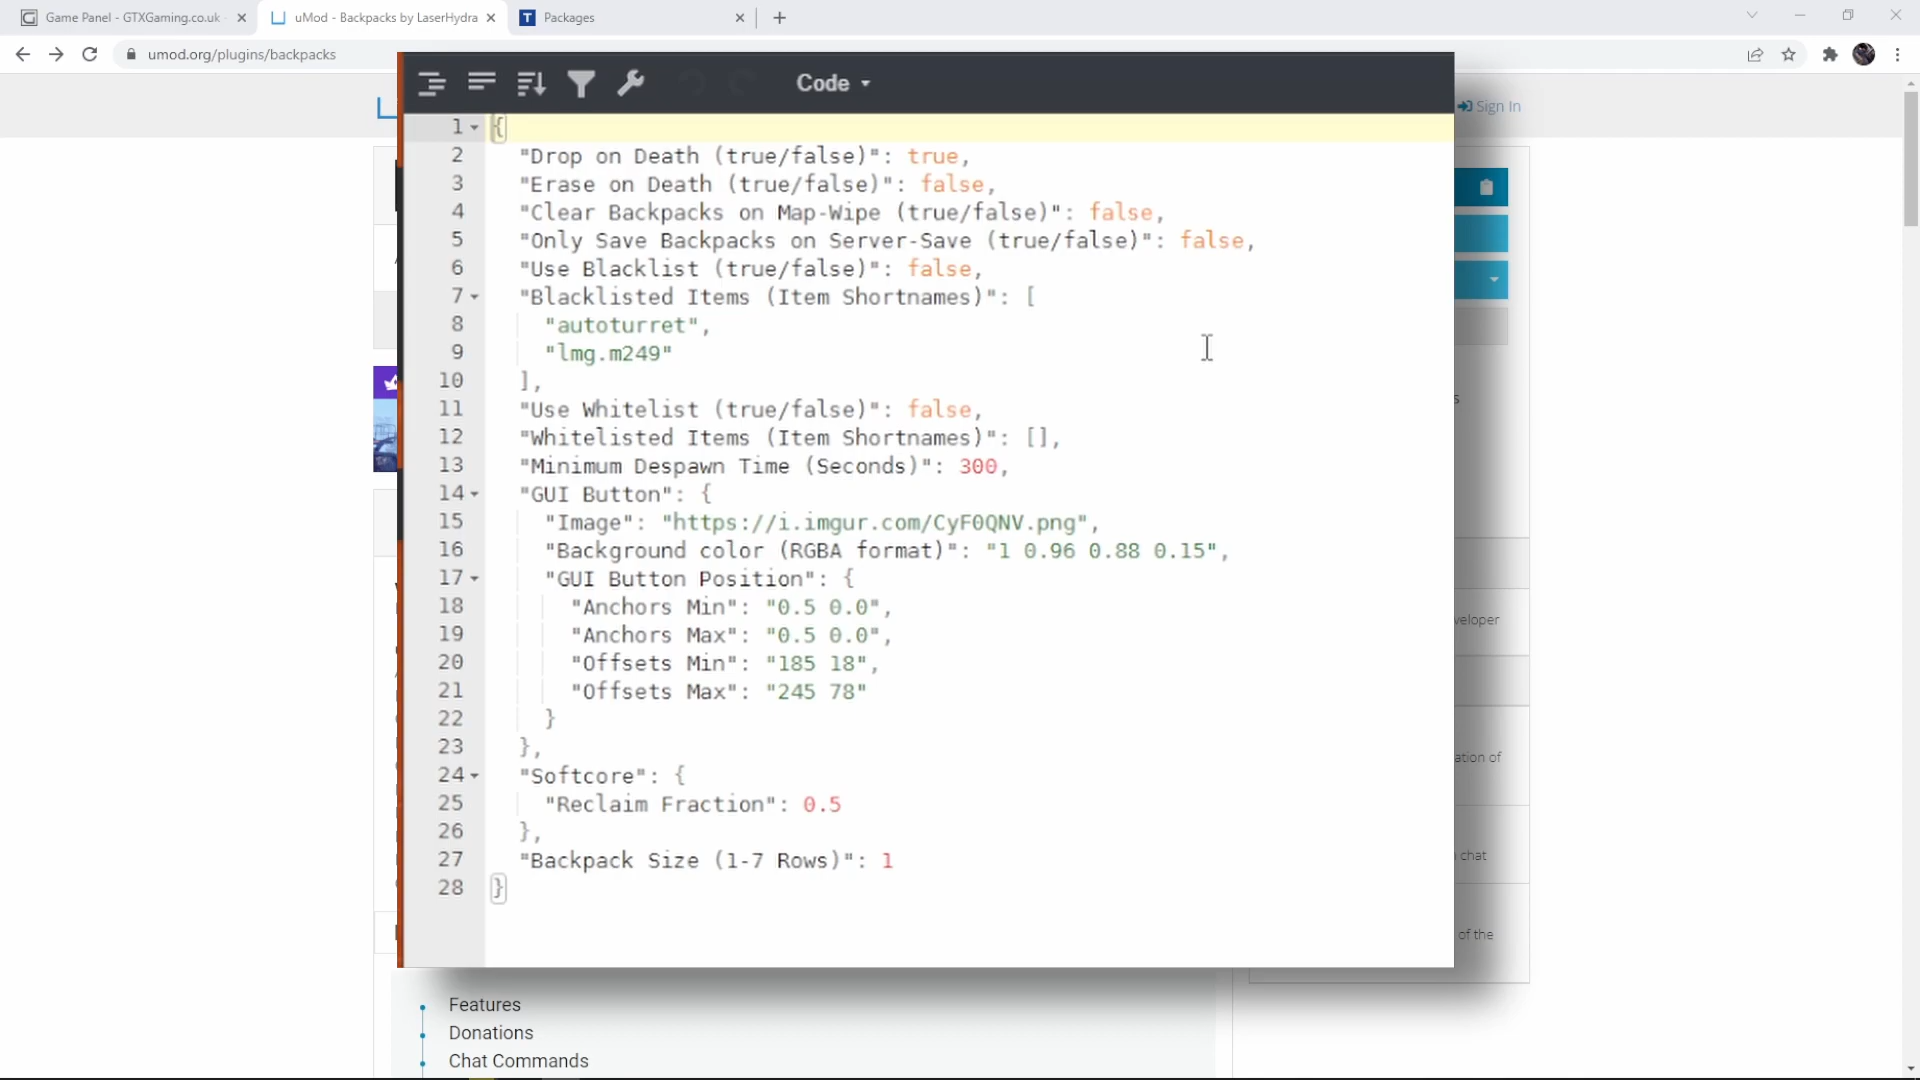 Game Panel - GTXGaming.co.uk
uMod - Backpacks by LaserHydra
Packages
umod.org/plugins/backpacks
Code
Sign In
1 {
2 "Drop on Death (true/false)": true,
3 "Erase on Death (true/false)": false,
4 "Clear Backpacks on Map-Wipe (true/false)": false,
5 "Only Save Backpacks on Server-Save (true/false)": false,
6 "Use Blacklist (true/false)": false,
7 "Blacklisted Items (Item Shortnames)": [
8 "autoturret",
9 "lmg.m249"
10 ],
11 "Use Whitelist (true/false)": false,
12 "Whitelisted Items (Item Shortnames)": [],
13 "Minimum Despawn Time (Seconds)": 300,
14 "GUI Button": {
15 "Image": "https://i.imgur.com/CyF0QNV.png",
16 "Background color (RGBA format)": "1 0.96 0.88 0.15",
17 "GUI Button Position": {
18 "Anchors Min": "0.5 0.0",
19 "Anchors Max": "0.5 0.0",
20 "Offsets Min": "185 18",
21 "Offsets Max": "245 78"
22 }
23 },
24 "Softcore": {
25 "Reclaim Fraction": 0.5
26 },
27 "Backpack Size (1-7 Rows)": 1
28 }
s
veloper
ation of
chat
of the
Features
Donations
Chat Commands